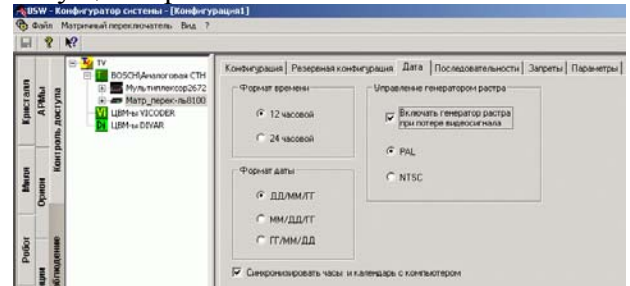 BSW - Конфигуратор системы - [Конфигурация1]
Файл Матричный переключатель Вид ?
TV
BOSCH\Аналоговая СТН
Мультиплексор2672
Матр_перек-ль8100
ЦВМ-ы VICODER
ЦВМ-ы DIVAR
Кристалл
АРМы
Контроль доступа
Миля
Орион
Робот
Конфигурация Резервная конфигурация Дата Последовательности Запреты Параметры
Формат времени
12 часовой
24 часовой
Формат даты
ДД/ММ/ГГ
ММ/ДД/ГГ
ГГ/ММ/ДД
Управление генератором растра
Включать генератор растра
при потере видеосигнала
PAL
NTSC
Синхронизировать часы и календарь с компьютером